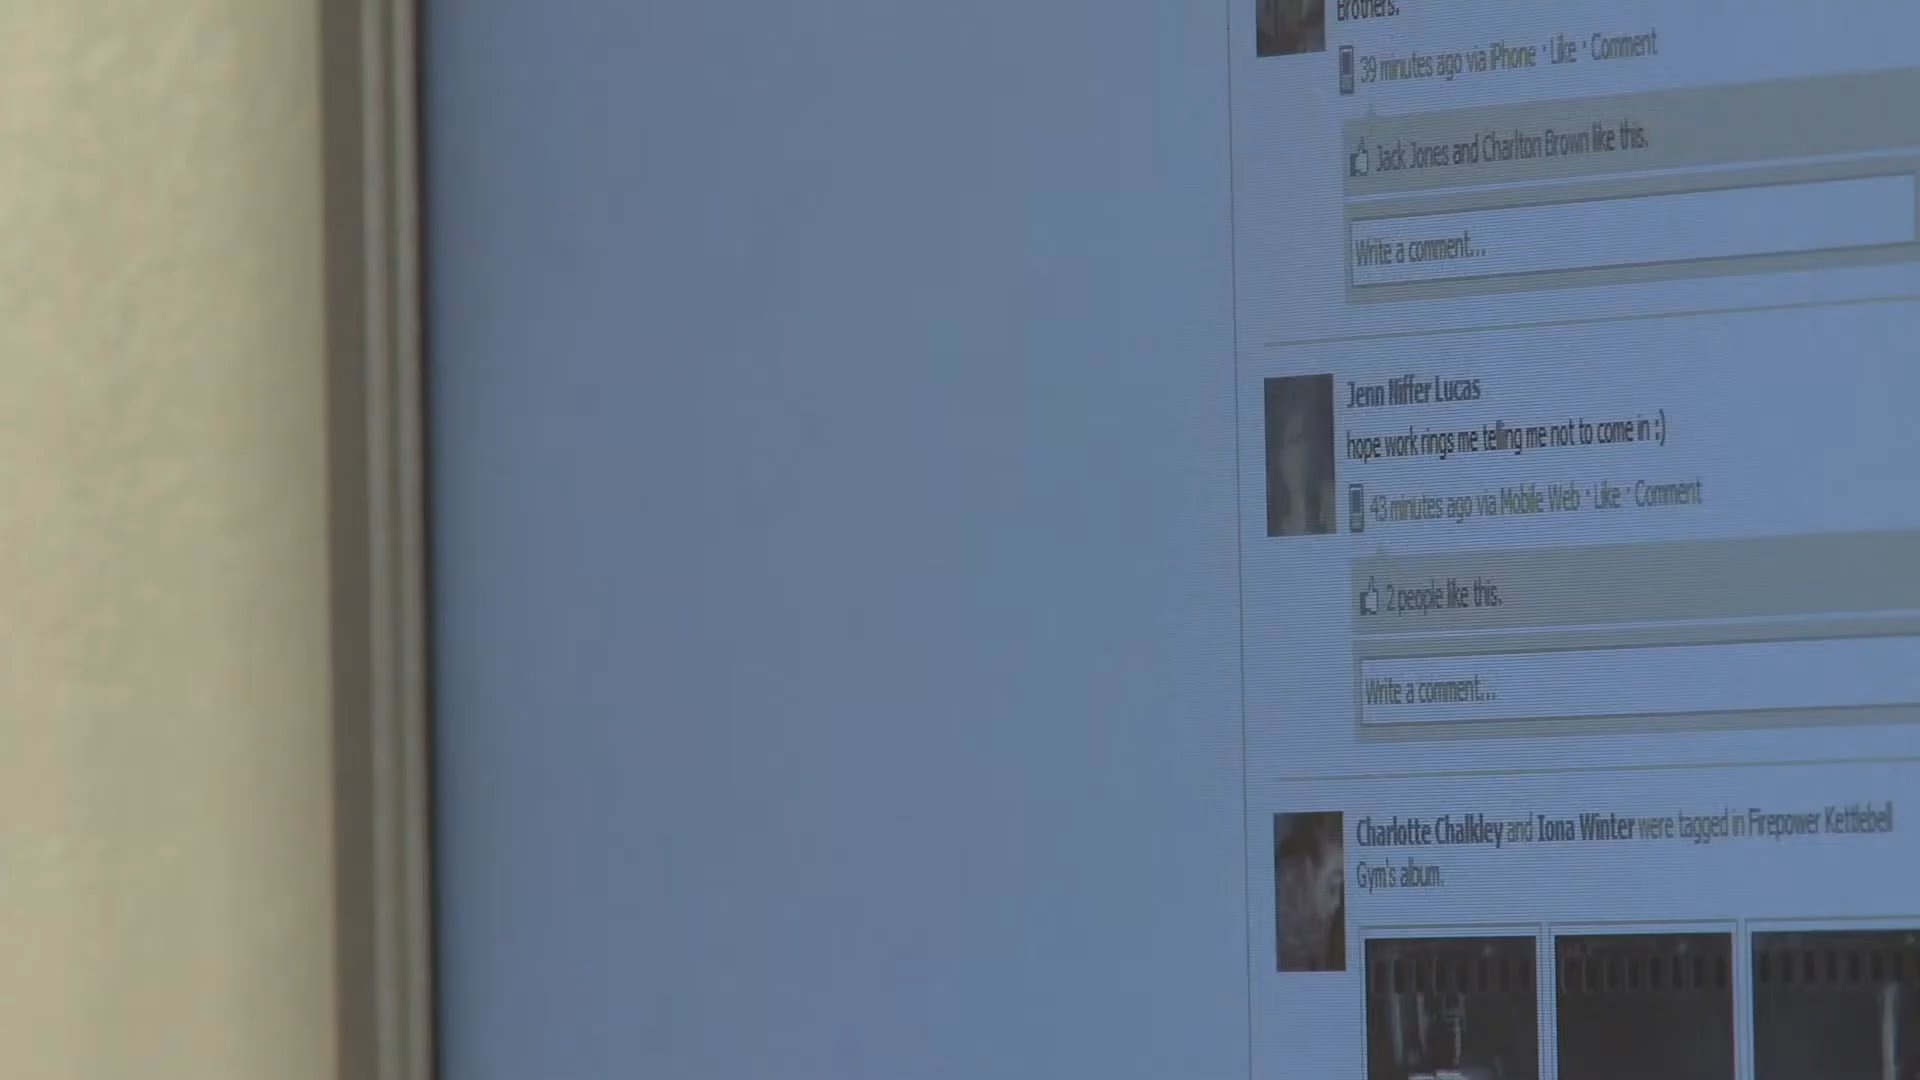 Brothers.
39 minutes ago via iPhone · Like · Comment
Jack Jones and Charlton Brown like this.
Write a comment...
Jenn Niffer Lucas
hope work rings me telling me not to come in :)
43 minutes ago via Mobile Web · Like · Comment
2 people like this.
Write a comment...
Charlotte Chalkley and Iona Winter were tagged in Firepower Kettlebell
Gym's album.